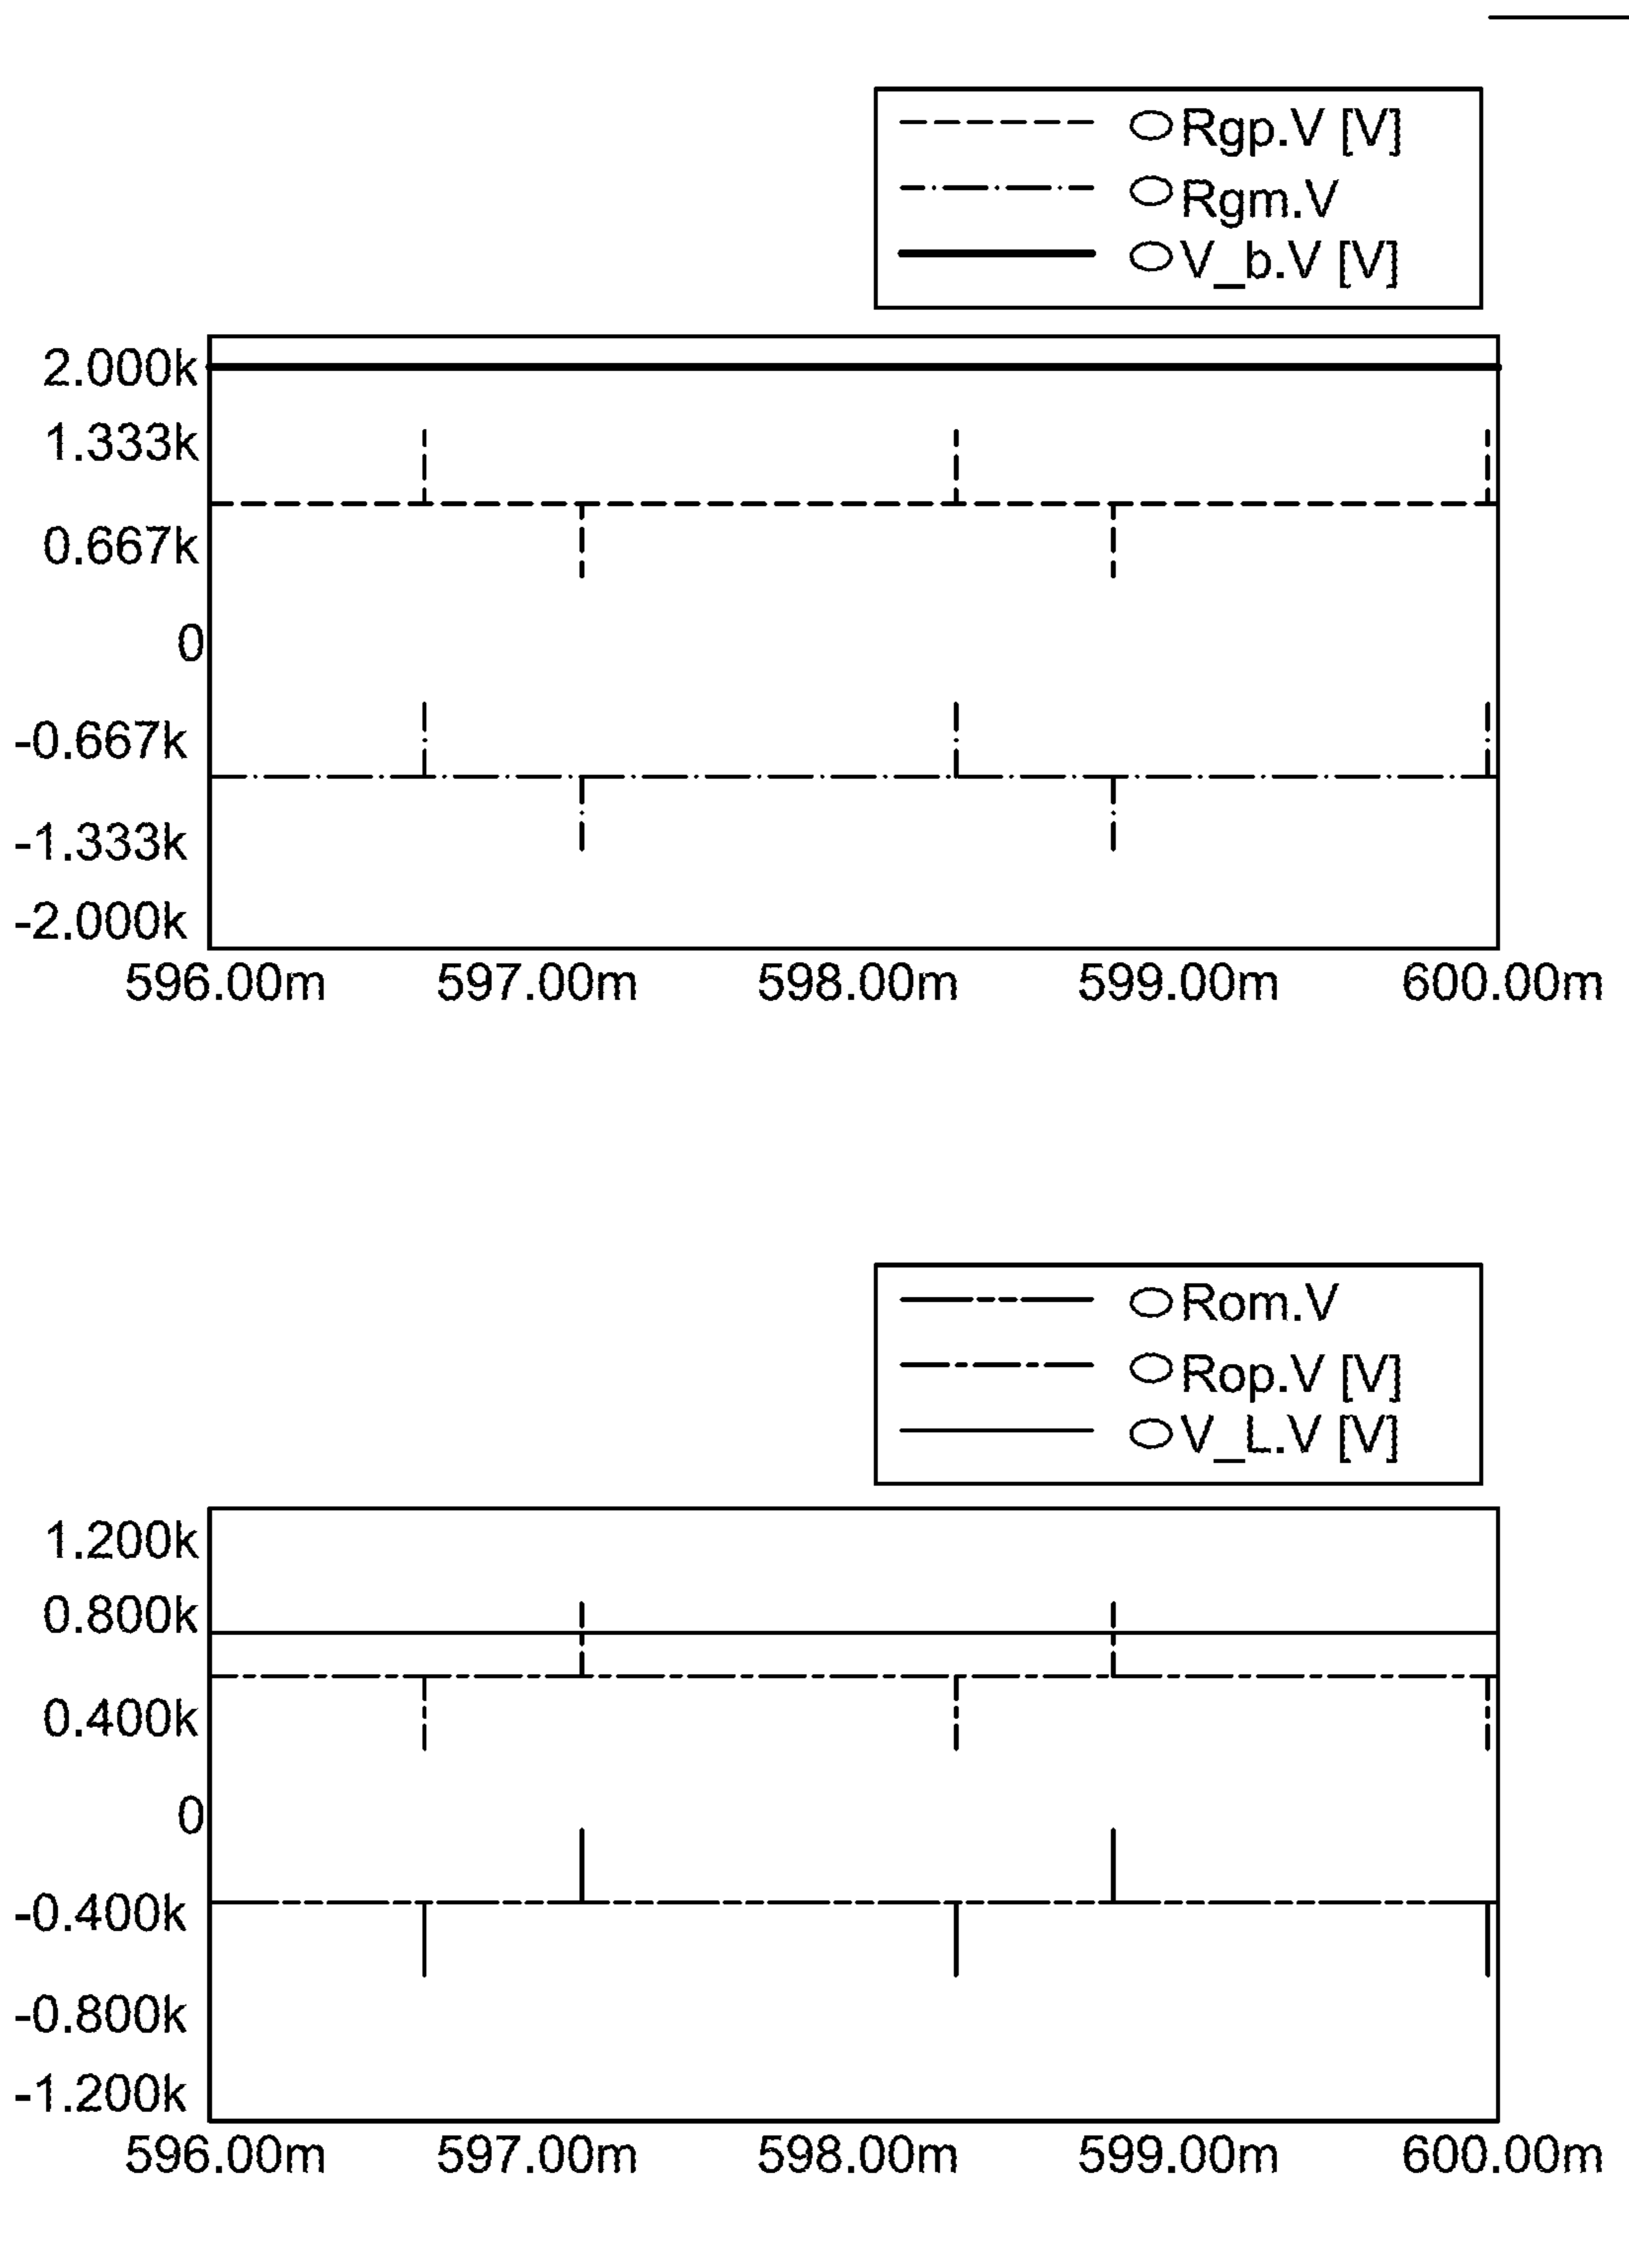 Rgp.V [V]
Rgm.V
V_b.V [V]
2.000k
1.333k
0.667k
0
-0.667k
-1.333k
-2.000k
596.00m 597.00m 598.00m 599.00m 600.00m
Rom.V
Rop.V [V]
V_L.V [V]
1.200k
0.800k
0.400k
0
-0.400k
-0.800k
-1.200k
596.00m 597.00m 598.00m 599.00m 600.00m